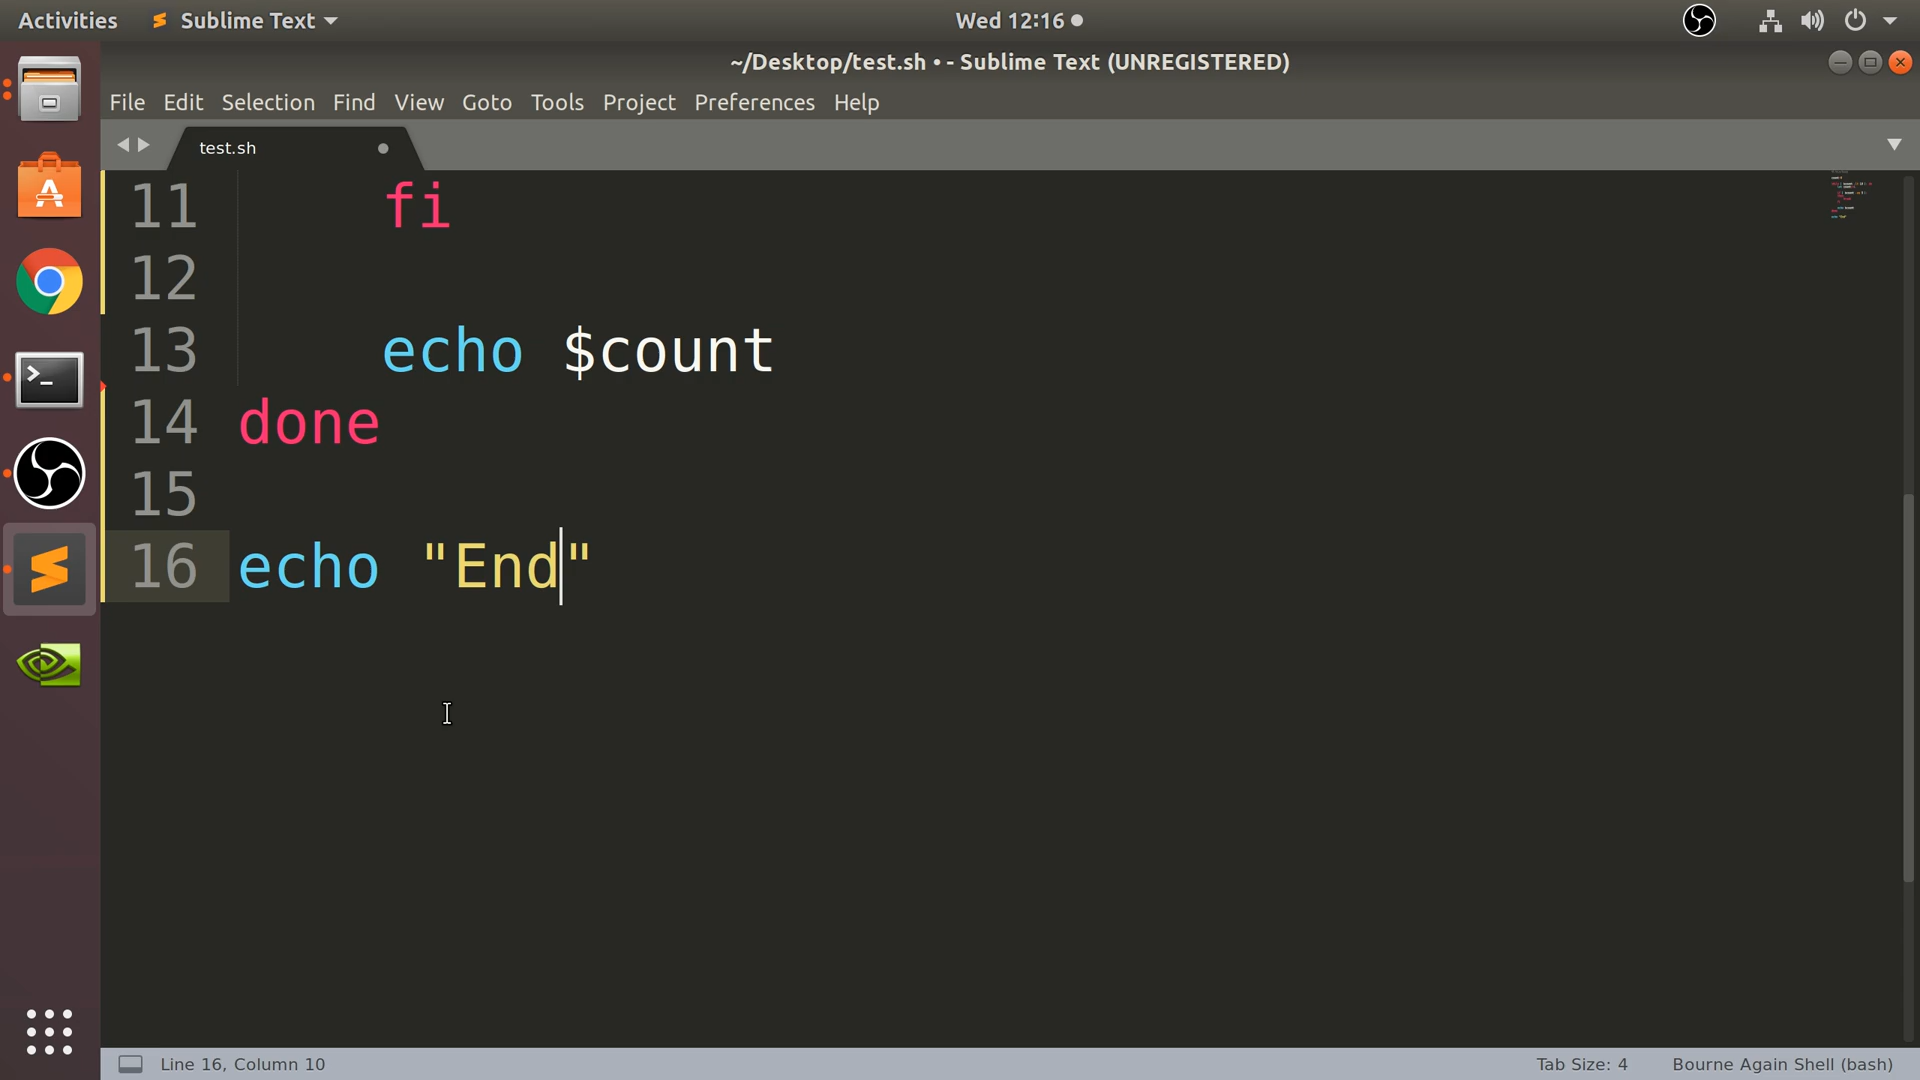 Activities Sublime Text Wed 12:16
~/Desktop/test.sh • - Sublime Text (UNREGISTERED)
File Edit Selection Find View Goto Tools Project Preferences Help
test.sh
11 fi
12
13 echo $count
14 done
15
16 echo "End"
Line 16, Column 10 Tab Size: 4 Bourne Again Shell (bash)